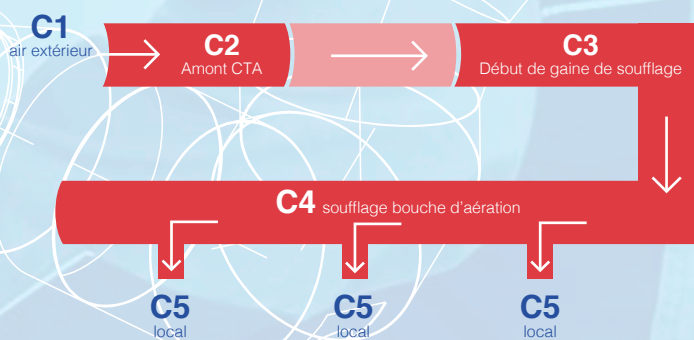 C1
air extérieur
C2
Amont CTA
C3
Début de gaine de soufflage
C4 soufflage bouche d'aération
C5
local
C5
local
C5
local